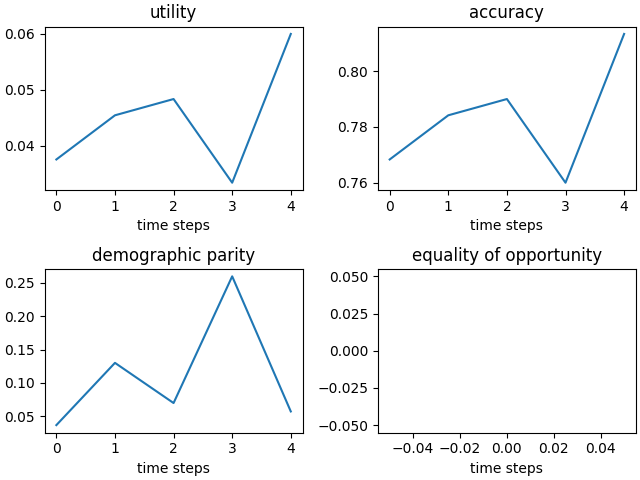 utility
0.06
0.05
0.04
0 1 2 3 4
time steps
accuracy
0.80
0.78
0.76
0 1 2 3 4
time steps
demographic parity
0.25
0.20
0.15
0.10
0.05
0 1 2 3 4
time steps
equality of opportunity
0.050
0.025
0.000
−0.025
−0.050
−0.04 −0.02 0.00 0.02 0.04
time steps